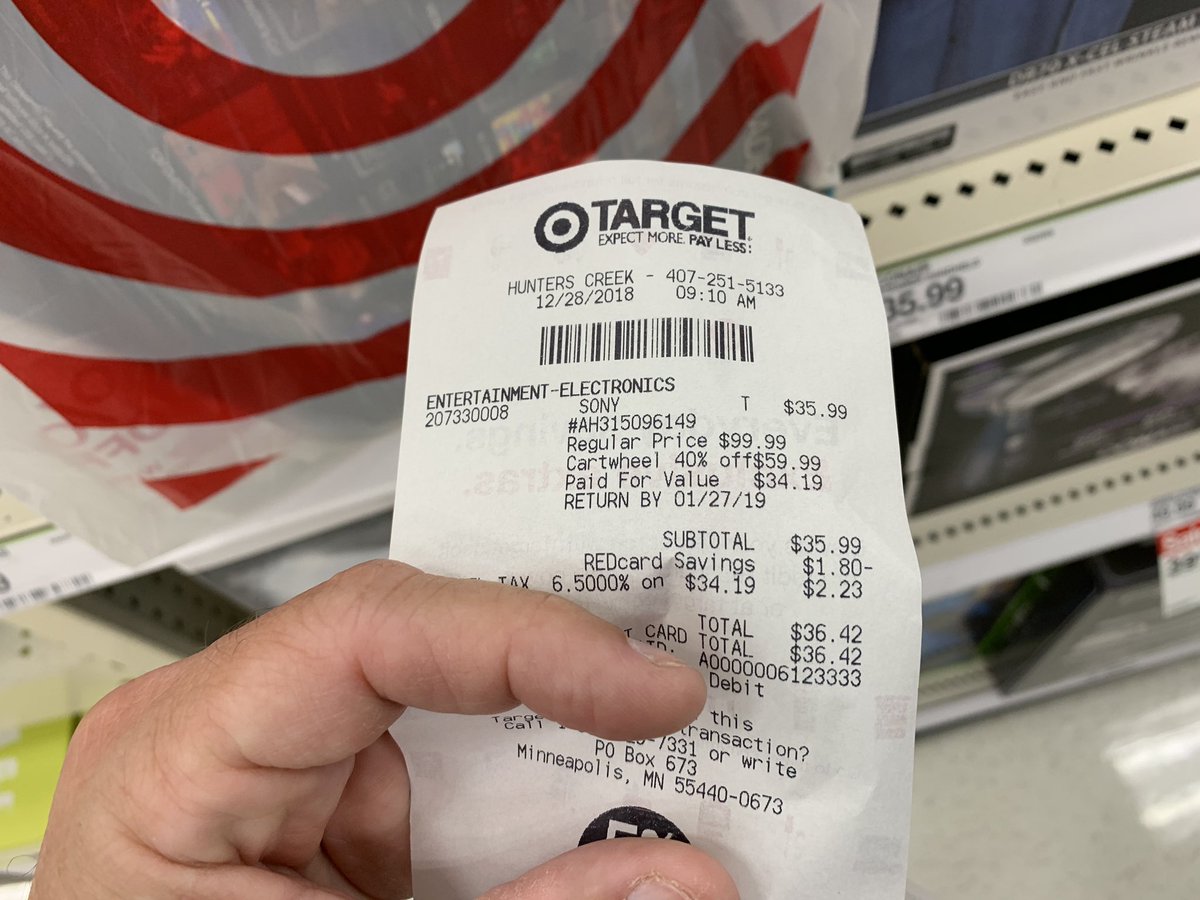 TARGET
EXPECT MORE. PAY LESS.
HUNTERS CREEK - 407-251-5133
12/28/2018 09:10 AM
ENTERTAINMENT-ELECTRONICS
207330008 SONY T $35.99
#AH315096149
Regular Price $99.99
Cartwheel 40% off$59.99
Paid For Value $34.19
RETURN BY 01/27/19
SUBTOTAL $35.99
REDcard Savings $1.80-
TAX 6.5000% on $34.19 $2.23
TOTAL $36.42
CARD TOTAL $36.42
A0000006123333
Debit
this
transaction?
Call -7331 or write
PO Box 673
Minneapolis, MN 55440-0673
35.99